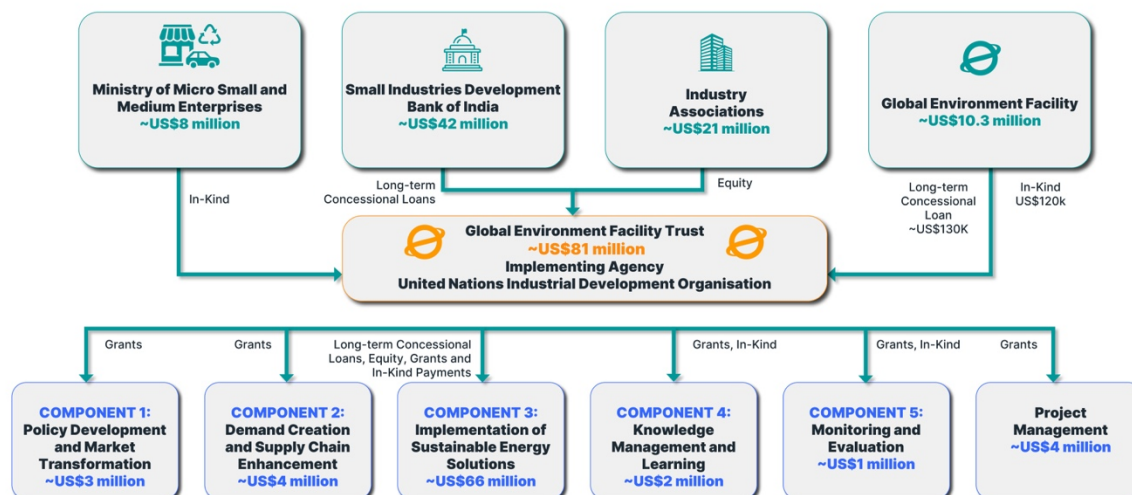 Ministry of Micro Small and
Medium Enterprises
~US$8 million
Small Industries Development
Bank of India
~US$42 million
Industry
Associations
~US$21 million
Global Environment Facility
~US$10.3 million
In-Kind
Long-term
Concessional Loans
Equity
Long-term
Concessional
Loan
~US$130K
In-Kind
US$120k
Global Environment Facility Trust
~US$81 million
Implementing Agency
United Nations Industrial Development Organisation
Grants
Grants
Long-term Concessional
Loans, Equity, Grants and
In-Kind Payments
Grants, In-Kind
Grants, In-Kind
Grants
COMPONENT 1:
Policy Development
and Market
Transformation
~US$3 million
COMPONENT 2:
Demand Creation
and Supply Chain
Enhancement
~US$4 million
COMPONENT 3:
Implementation of
Sustainable Energy
Solutions
~US$66 million
COMPONENT 4:
Knowledge
Management and
Learning
~US$2 million
COMPONENT 5:
Monitoring and
Evaluation
~US$1 million
Project
Management
~US$4 million